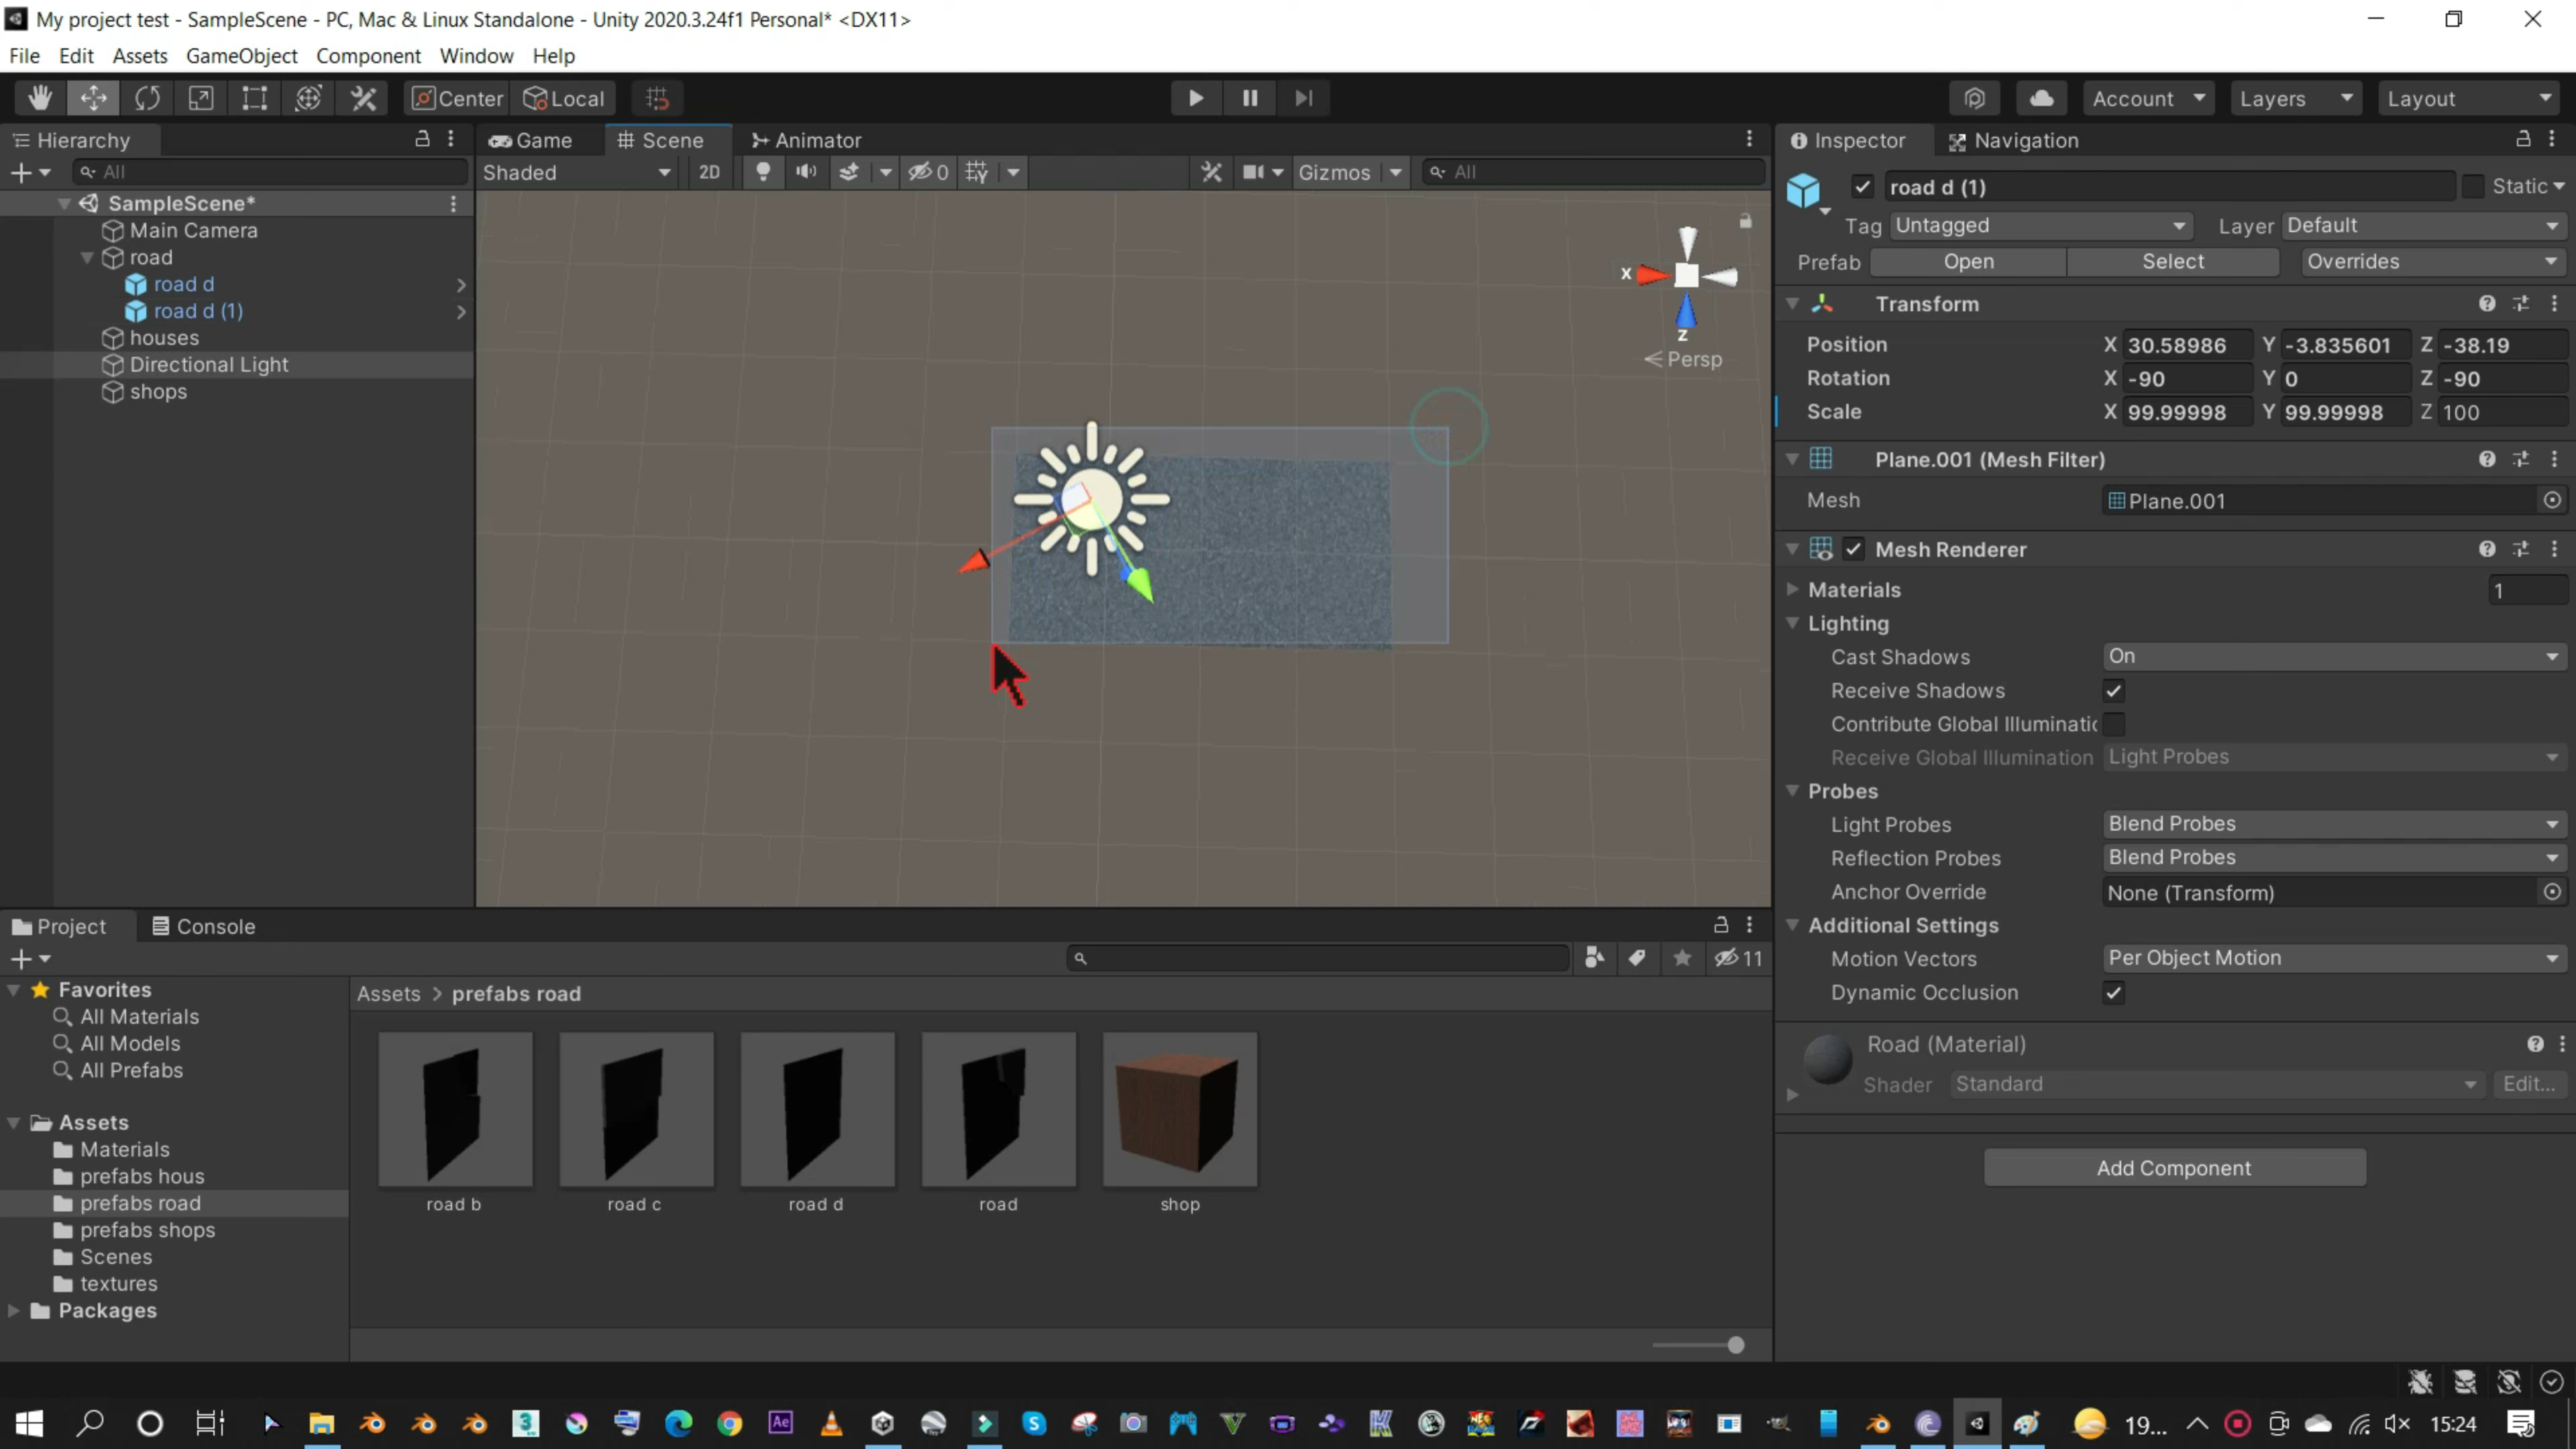 My project test - SampleScene - PC, Mac & Linux Standalone - Unity 2020.3.24f1 Personal* <DX11>
File Edit Assets GameObject Component Window Help
Center Local Account Layers Layout
Hierarchy Game Scene Animator Inspector Navigation
All Shaded 2D 0 Gizmos All
road d (1) Static
SampleScene*
Main Camera
road
road d
road d (1)
houses
Directional Light
shops
x
z
Persp
Tag Untagged Layer Default
Prefab Open Select Overrides
Transform
Position X 30.58986 Y -3.835601 Z -38.19
Rotation X -90 Y 0 Z -90
Scale X 99.99998 Y 99.99998 Z 100
Plane.001 (Mesh Filter)
Mesh Plane.001
Mesh Renderer
Materials 1
Lighting
Cast Shadows On
Receive Shadows
Contribute Global Illuminatic
Receive Global Illumination Light Probes
Probes
Light Probes Blend Probes
Reflection Probes Blend Probes
Anchor Override None (Transform)
Additional Settings
Motion Vectors Per Object Motion
Dynamic Occlusion
Road (Material)
Shader Standard Edit...
Add Component
Project Console
11
Favorites
All Materials
All Models
All Prefabs
Assets
Materials
prefabs hous
prefabs road
prefabs shops
Scenes
textures
Packages
Assets > prefabs road
road b road c road d road shop
19... 15:24